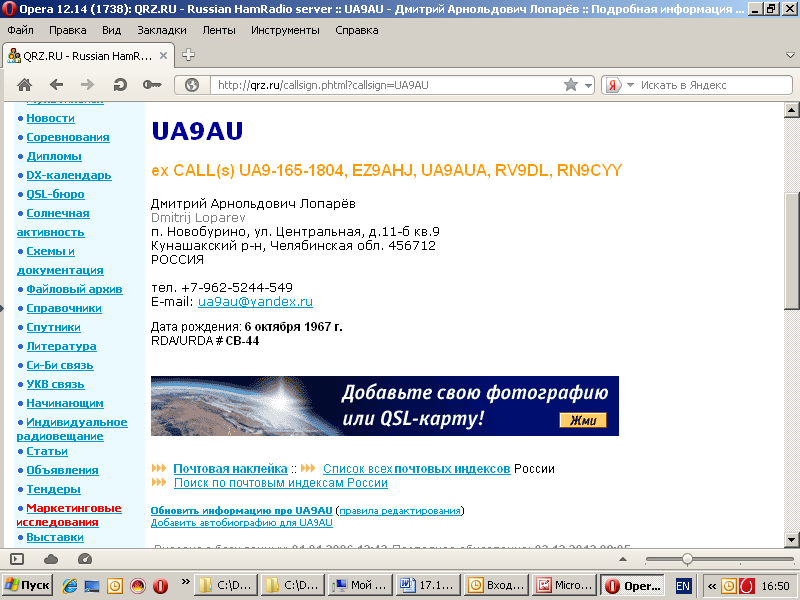 Opera 12.14 (1738): QRZ.RU - Russian HamRadio server :: UA9AU - Дмитрий Арнольдович Лопарёв :: Подробная информация ...
Файл Правка Вид Закладки Ленты Инструменты Справка
QRZ.RU - Russian HamR...
http://qrz.ru/callsign.phtml?callsign=UA9AU
Искать в Яндекс
Новости
Соревнования
Дипломы
DX-календарь
QSL-бюро
Солнечная
активность
Схемы и
документация
Файловый архив
Справочники
Спутники
Литература
Си-Би связь
УКВ связь
Начинающим
Индивидуальное
радиовещание
Статьи
Объявления
Тендеры
Маркетинговые
исследования
Выставки
UA9AU
ex CALL(s) UA9-165-1804, EZ9AHJ, UA9AUA, RV9DL, RN9CYY
Дмитрий Арнольдович Лопарёв
Dmitrij Loparev
п. Новобурино, ул. Центральная, д.11-б кв.9
Кунашакский р-н, Челябинская обл. 456712
РОССИЯ
тел. +7-962-5244-549
E-mail: ua9au@yandex.ru
Дата рождения: 6 октября 1967 г.
RDA/URDA # CB-44
Добавьте свою фотографию
или QSL-карту!
Жми
Почтовая наклейка :: Список всех почтовых индексов России
Поиск по почтовым индексам России
Обновить информацию про UA9AU (правила редактирования)
Добавить автобиографию для UA9AU
Пуск
»
C:\D...
C:\D...
Мой ...
17.1...
Вход...
Micro...
Oper...
EN
«
16:50